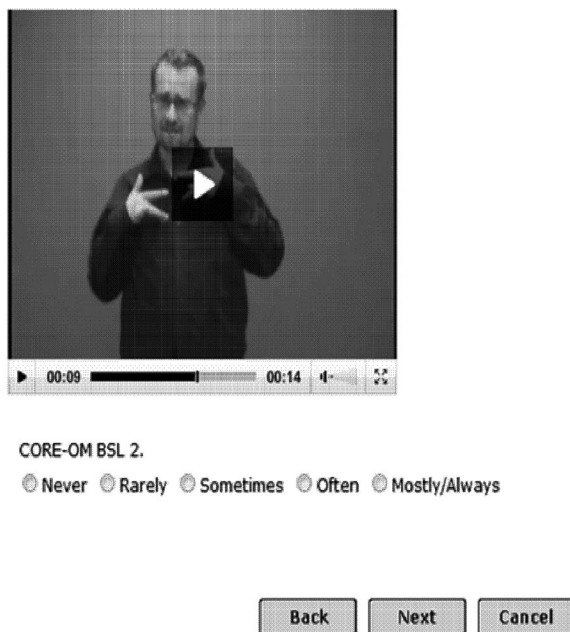 00:09 00:14
CORE-OM BSL 2.
Never Rarely Sometimes Often Mostly/Always
Back Next Cancel